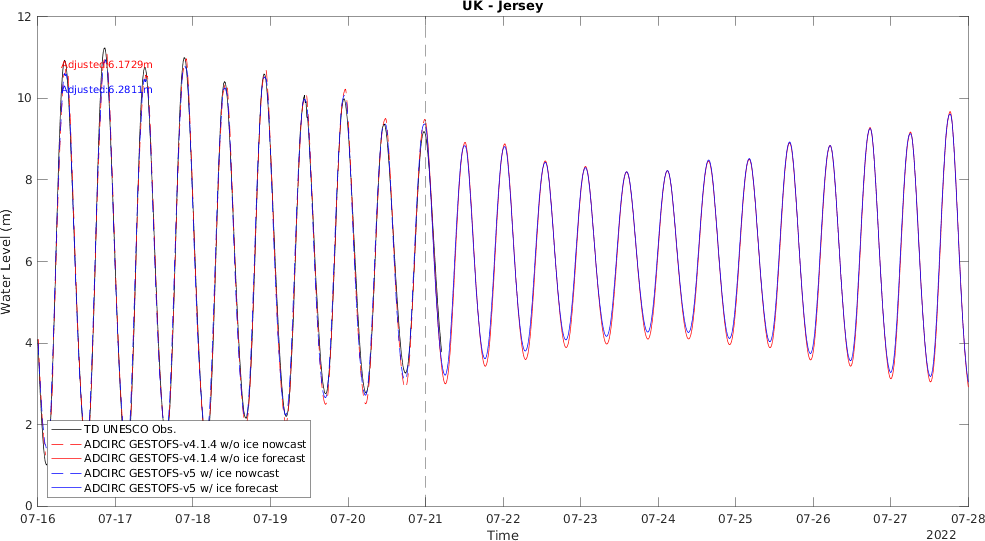 UK - Jersey
12
10
8
6
4
2
0
Water Level (m)
Adjusted:6.1729m
Adjusted:6.2811m
TD UNESCO Obs.
ADCIRC GESTOFS-v4.1.4 w/o ice nowcast
ADCIRC GESTOFS-v4.1.4 w/o ice forecast
ADCIRC GESTOFS-v5 w/ ice nowcast
ADCIRC GESTOFS-v5 w/ ice forecast
07-16 07-17 07-18 07-19 07-20 07-21 07-22 07-23 07-24 07-25 07-26 07-27 07-28
Time
2022